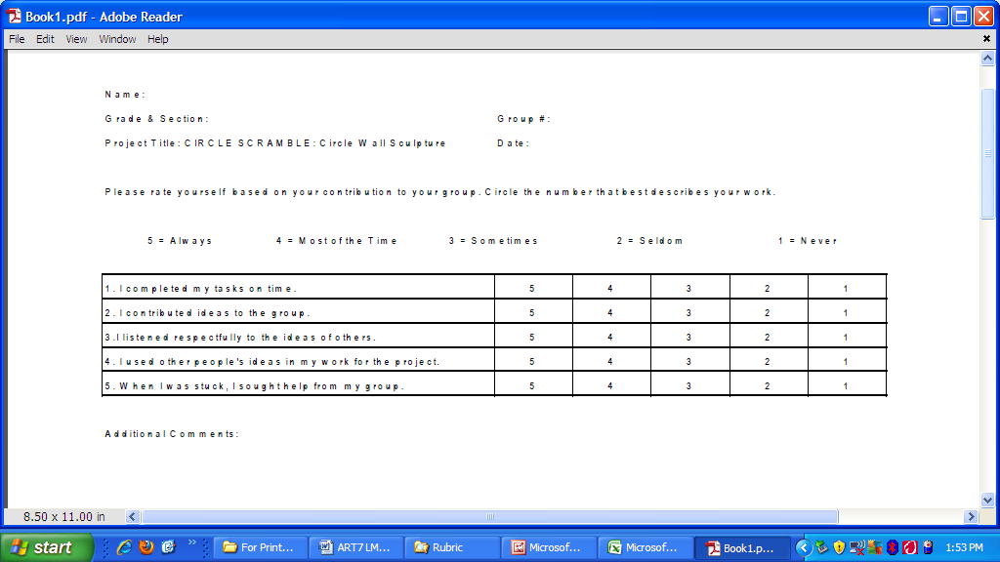 Book1.pdf - Adobe Reader
File Edit View Window Help
Name:
Grade & Section: Group #:
Project Title: CIRCLE SCRAMBLE: Circle Wall Sculpture Date:
Please rate yourself based on your contribution to your group. Circle the number that best describes your work.
5 = Always 4 = Most of the Time 3 = Sometimes 2 = Seldom 1 = Never
1. I completed my tasks on time. 5 4 3 2 1
2. I contributed ideas to the group. 5 4 3 2 1
3.I listened respectfully to the ideas of others. 5 4 3 2 1
4. I used other people's ideas in my work for the project. 5 4 3 2 1
5. When I was stuck, I sought help from my group. 5 4 3 2 1
Additional Comments:
8.50 x 11.00 in
start For Print... ART7 LM... Rubric Microsof... Microsof... Book1.p... 1:53 PM